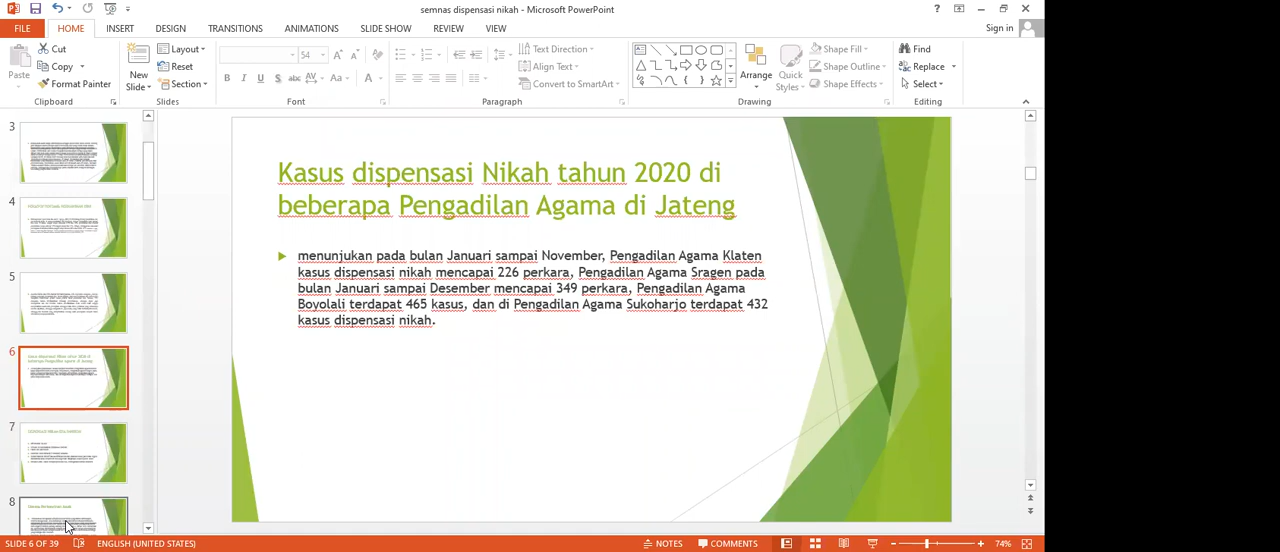 semnas dispensasi nikah - Microsoft PowerPoint
FILE HOME INSERT DESIGN TRANSITIONS ANIMATIONS SLIDE SHOW REVIEW VIEW Sign in
Paste
Cut
Copy
Format Painter
Clipboard
New Slide
Layout
Reset
Section
Slides
54
Font
Text Direction
Align Text
Convert to SmartArt
Paragraph
Arrange
Quick Styles
Shape Fill
Shape Outline
Shape Effects
Drawing
Find
Replace
Select
Editing
3
4
5
6
7
8
Kasus dispensasi Nikah tahun 2020 di
beberapa Pengadilan Agama di Jateng
menunjukan pada bulan Januari sampai November, Pengadilan Agama Klaten
kasus dispensasi nikah mencapai 226 perkara, Pengadilan Agama Sragen pada
bulan Januari sampai Desember mencapai 349 perkara, Pengadilan Agama
Boyolali terdapat 465 kasus, dan di Pengadilan Agama Sukoharjo terdapat 432
kasus dispensasi nikah.
SLIDE 6 OF 39 ENGLISH (UNITED STATES) NOTES COMMENTS 74%